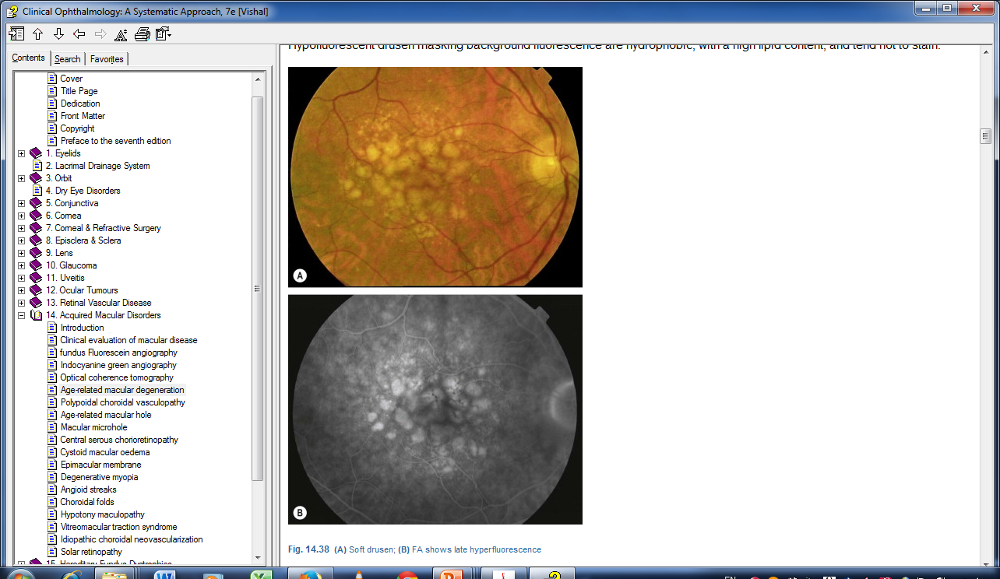 Clinical Ophthalmology: A Systematic Approach, 7e [Vishal]
Contents Search Favorites
Cover
Title Page
Dedication
Front Matter
Copyright
Preface to the seventh edition
1. Eyelids
2. Lacrimal Drainage System
3. Orbit
4. Dry Eye Disorders
5. Conjunctiva
6. Cornea
7. Corneal & Refractive Surgery
8. Episclera & Sclera
9. Lens
10. Glaucoma
11. Uveitis
12. Ocular Tumours
13. Retinal Vascular Disease
14. Acquired Macular Disorders
Introduction
Clinical evaluation of macular disease
fundus Fluorescein angiography
Indocyanine green angiography
Optical coherence tomography
Age-related macular degeneration
Polypoidal choroidal vasculopathy
Age-related macular hole
Macular microhole
Central serous chorioretinopathy
Cystoid macular oedema
Epimacular membrane
Degenerative myopia
Angioid streaks
Choroidal folds
Hypotony maculopathy
Vitreomacular traction syndrome
Idiopathic choroidal neovascularization
Solar retinopathy
15. Hereditary Fundus Dystrophies
Hypofluorescent drusen masking background fluorescence are hydrophobic, with a high lipid content, and tend not to stain.
A
B
Fig. 14.38 (A) Soft drusen; (B) FA shows late hyperfluorescence
EN